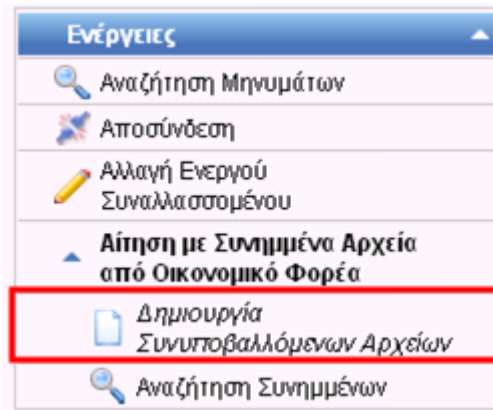 Ενέργειες
Αναζήτηση Μηνυμάτων
Αποσύνδεση
Αλλαγή Ενεργού
Συναλλασσομένου
Αίτηση με Συνημμένα Αρχεία
από Οικονομικό Φορέα
Δημιουργία
Συνυποβαλλόμενων Αρχείων
Αναζήτηση Συνημμένων